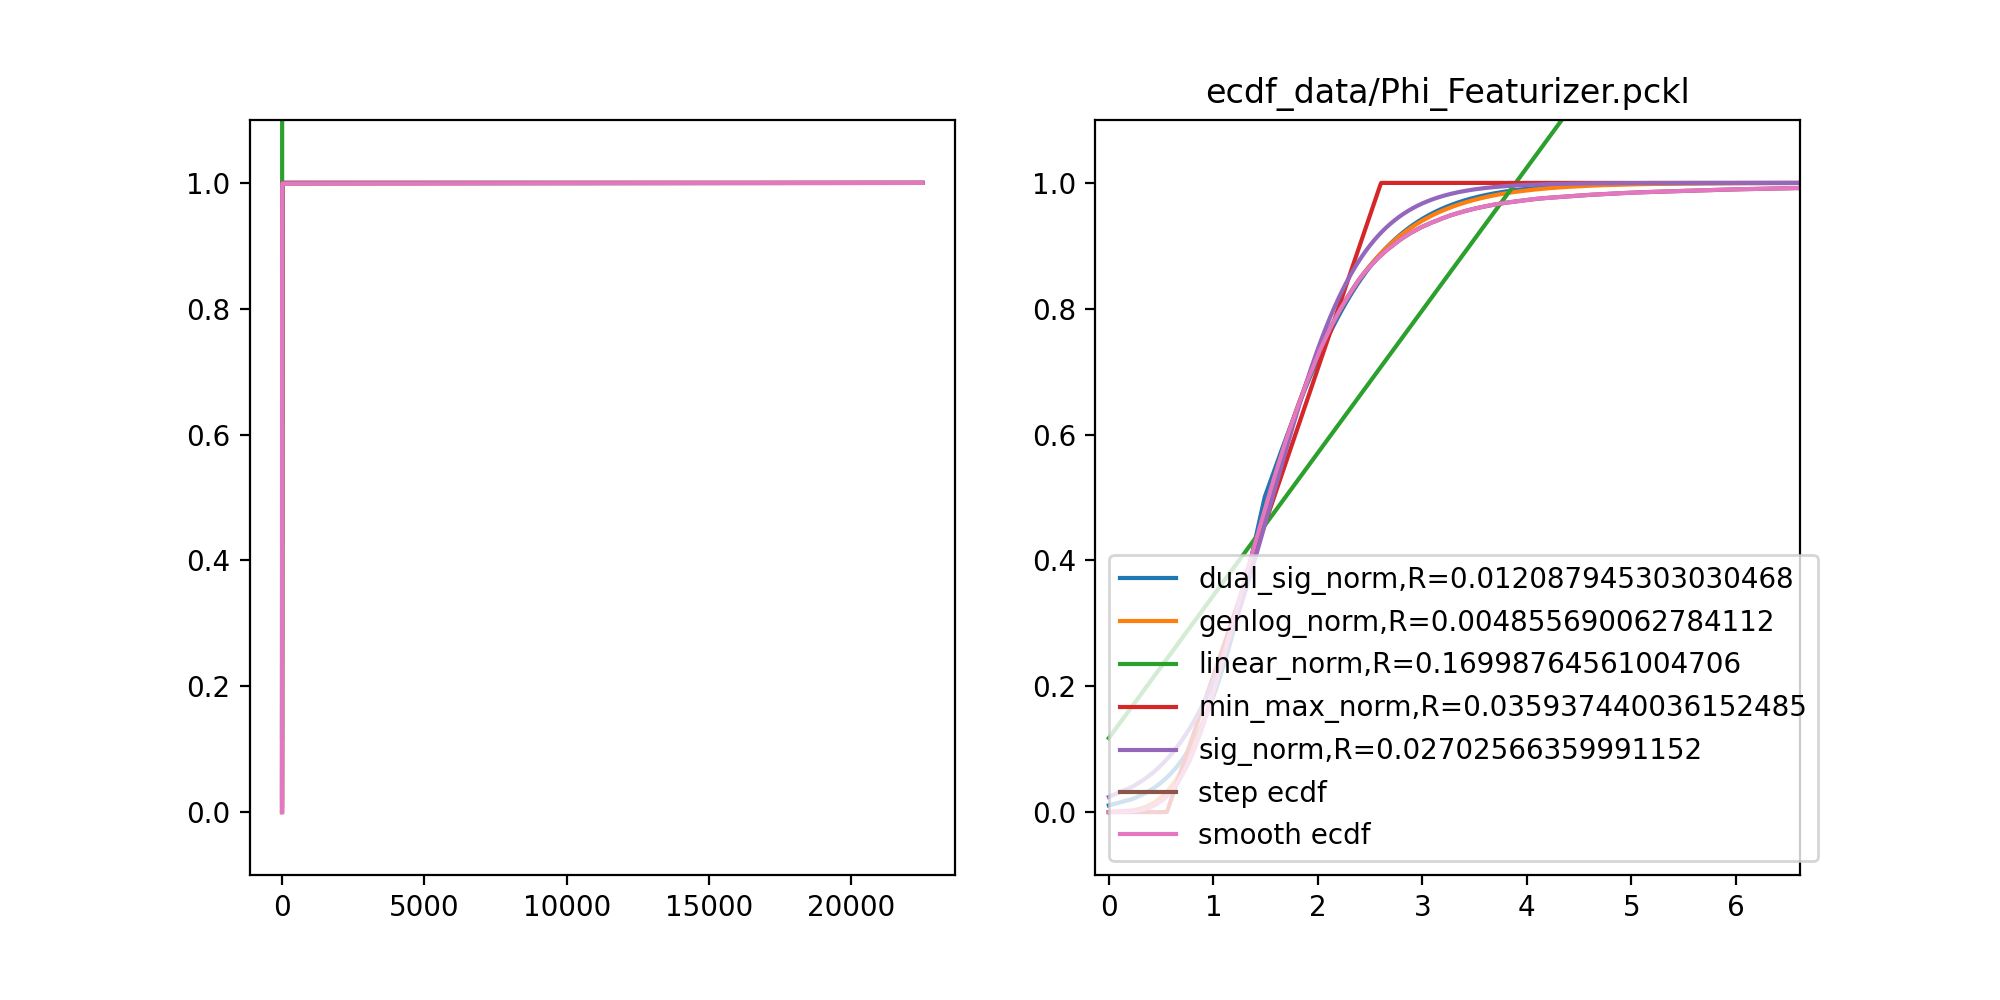 ecdf_data/Phi_Featurizer.pckl
1.0
0.8
0.6
0.4
0.2
0.0
0 5000 10000 15000 20000
1.0
0.8
0.6
0.4
0.2
0.0
0 1 2 3 4 5 6
dual_sig_norm,R=0.012087945303030468
genlog_norm,R=0.004855690062784112
linear_norm,R=0.16998764561004706
min_max_norm,R=0.035937440036152485
sig_norm,R=0.02702566359991152
step ecdf
smooth ecdf